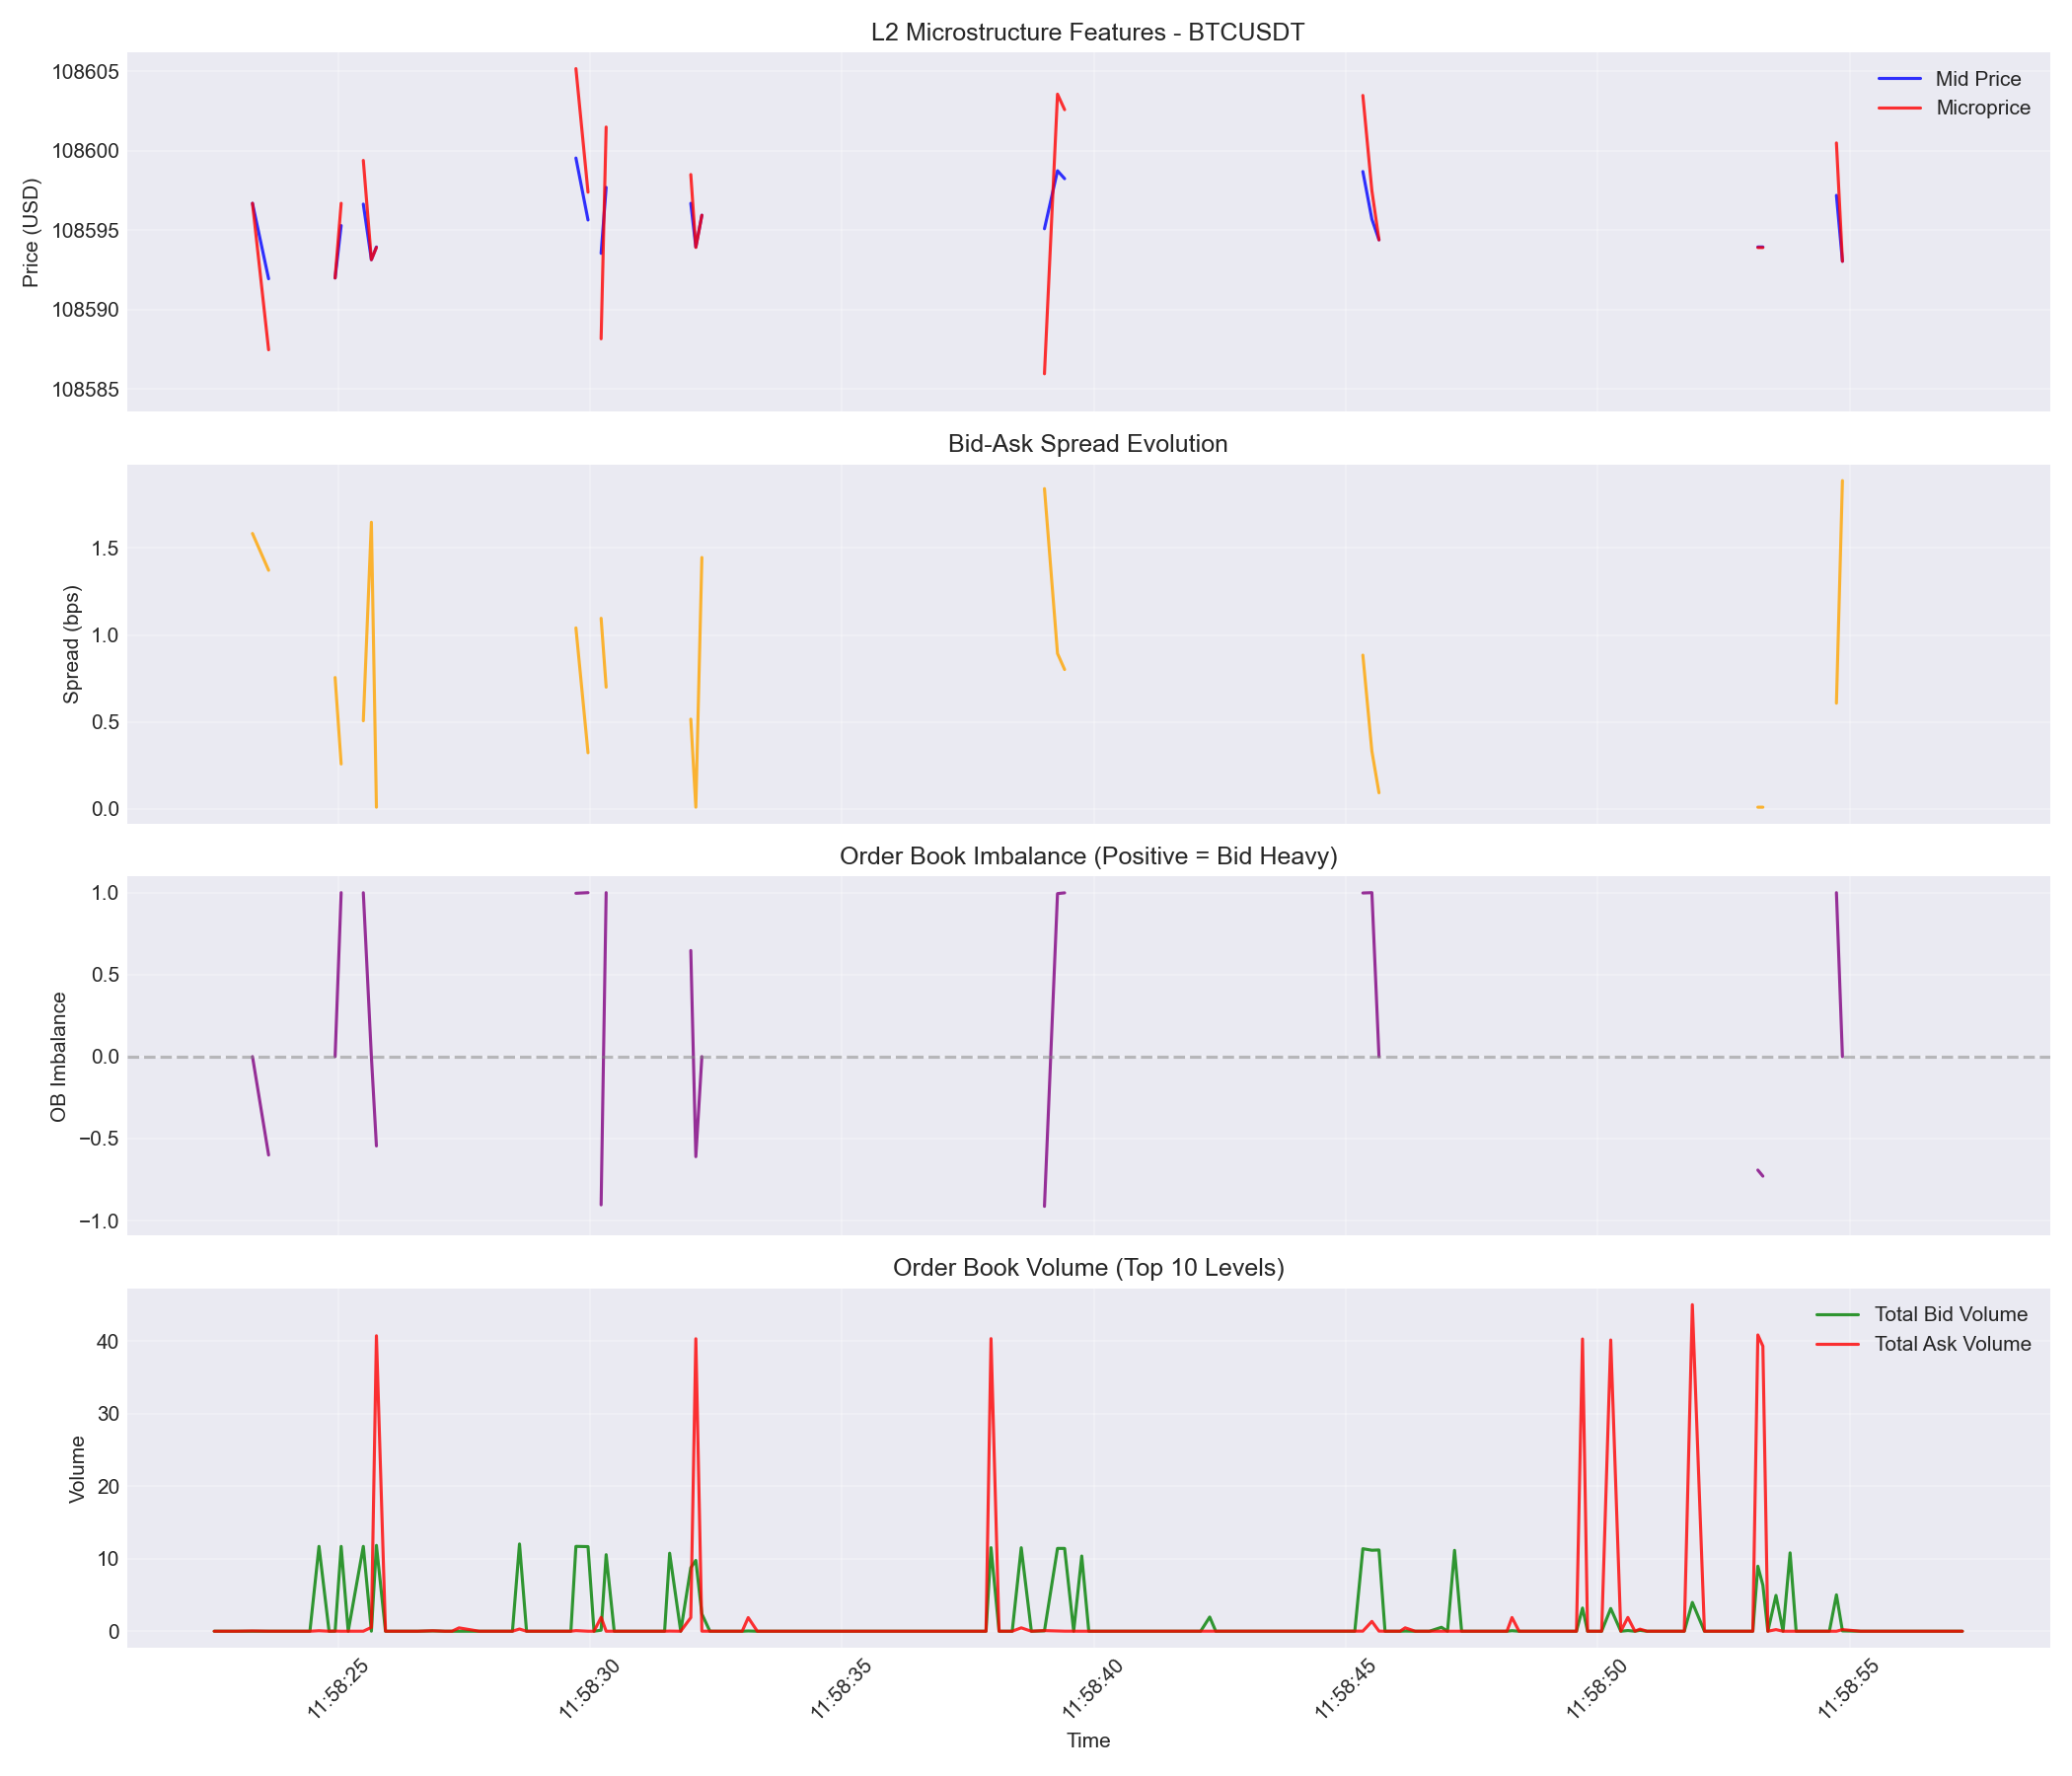 L2 Microstructure Features - BTCUSDT
108605
108600
108595
108590
108585
Price (USD)
Mid Price
Microprice
Bid-Ask Spread Evolution
1.5
1.0
0.5
0.0
Spread (bps)
Order Book Imbalance (Positive = Bid Heavy)
1.0
0.5
0.0
−0.5
−1.0
OB Imbalance
Order Book Volume (Top 10 Levels)
40
30
20
10
0
Volume
Total Bid Volume
Total Ask Volume
11:58:25
11:58:30
11:58:35
11:58:40
11:58:45
11:58:50
11:58:55
Time